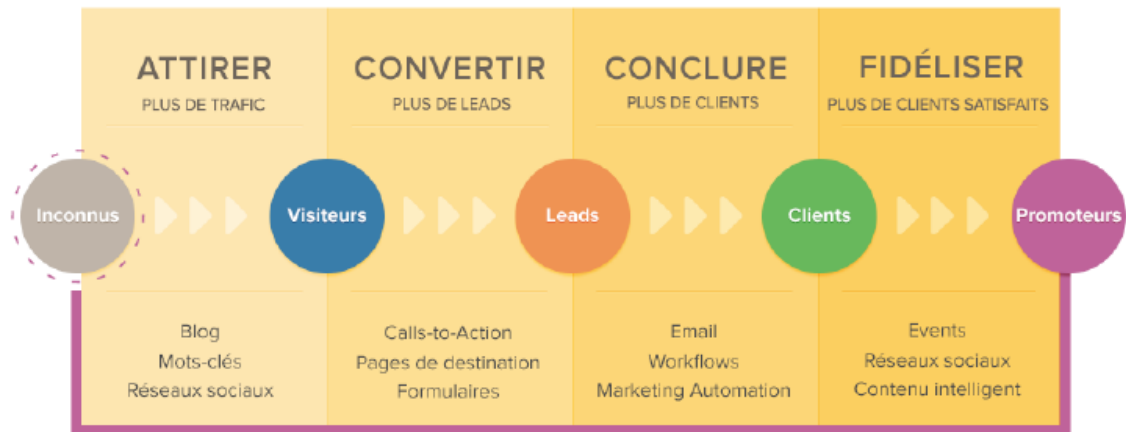 ATTIRER
PLUS DE TRAFIC
CONVERTIR
PLUS DE LEADS
CONCLURE
PLUS DE CLIENTS
FIDÉLISER
PLUS DE CLIENTS SATISFAITS
Inconnus
Visiteurs
Leads
Clients
Promoteurs
Blog
Mots-clés
Réseaux sociaux
Calls-to-Action
Pages de destination
Formulaires
Email
Workflows
Marketing Automation
Events
Réseaux sociaux
Contenu intelligent